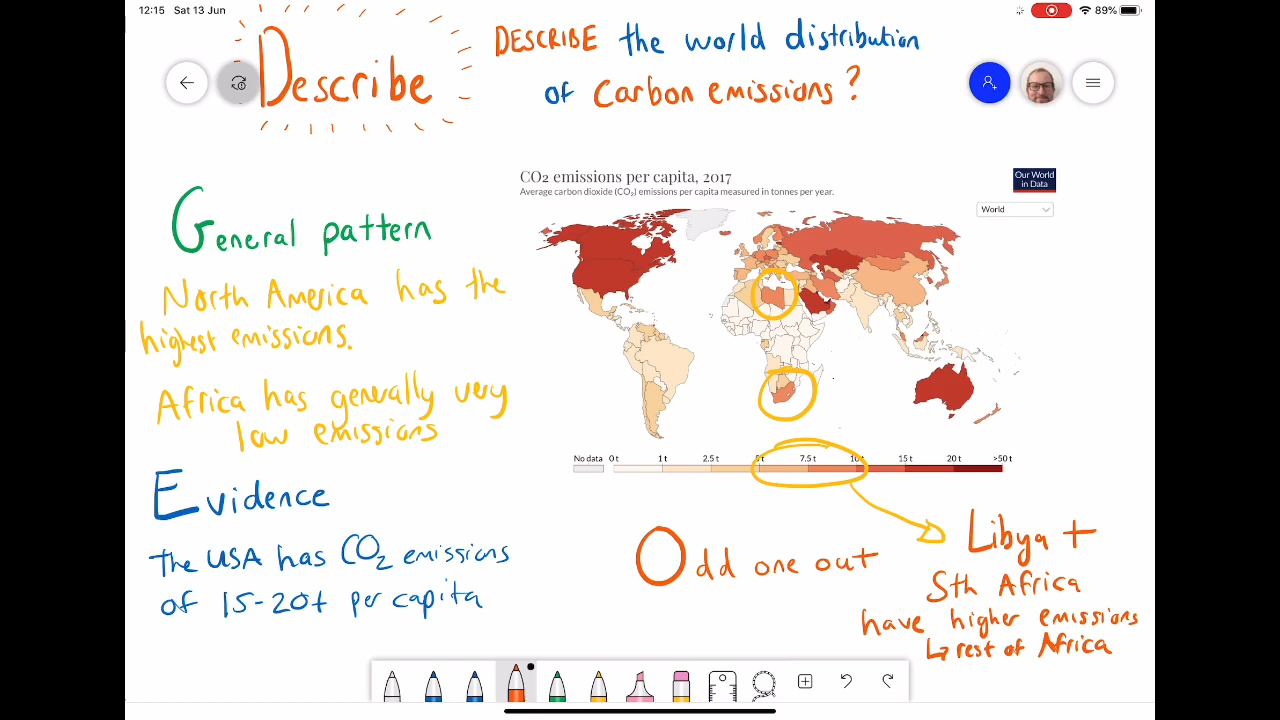 12:15 Sat 13 Jun
89%
Describe
DESCRIBE the world distribution
of Carbon emissions?
CO2 emissions per capita, 2017
Average carbon dioxide (CO₂) emissions per capita measured in tonnes per year.
Our World
in Data
World
General pattern
North America has the
highest emissions.
Africa has generally very
low emissions
No data 0 t 1 t 2.5 t 5t 7.5 t 10 t 15 t 20 t >50 t
Evidence
The USA has CO2 emissions
of 15-20t per capita
Odd one out
Libya +
Sth Africa
have higher emissions
↳ rest of Africa